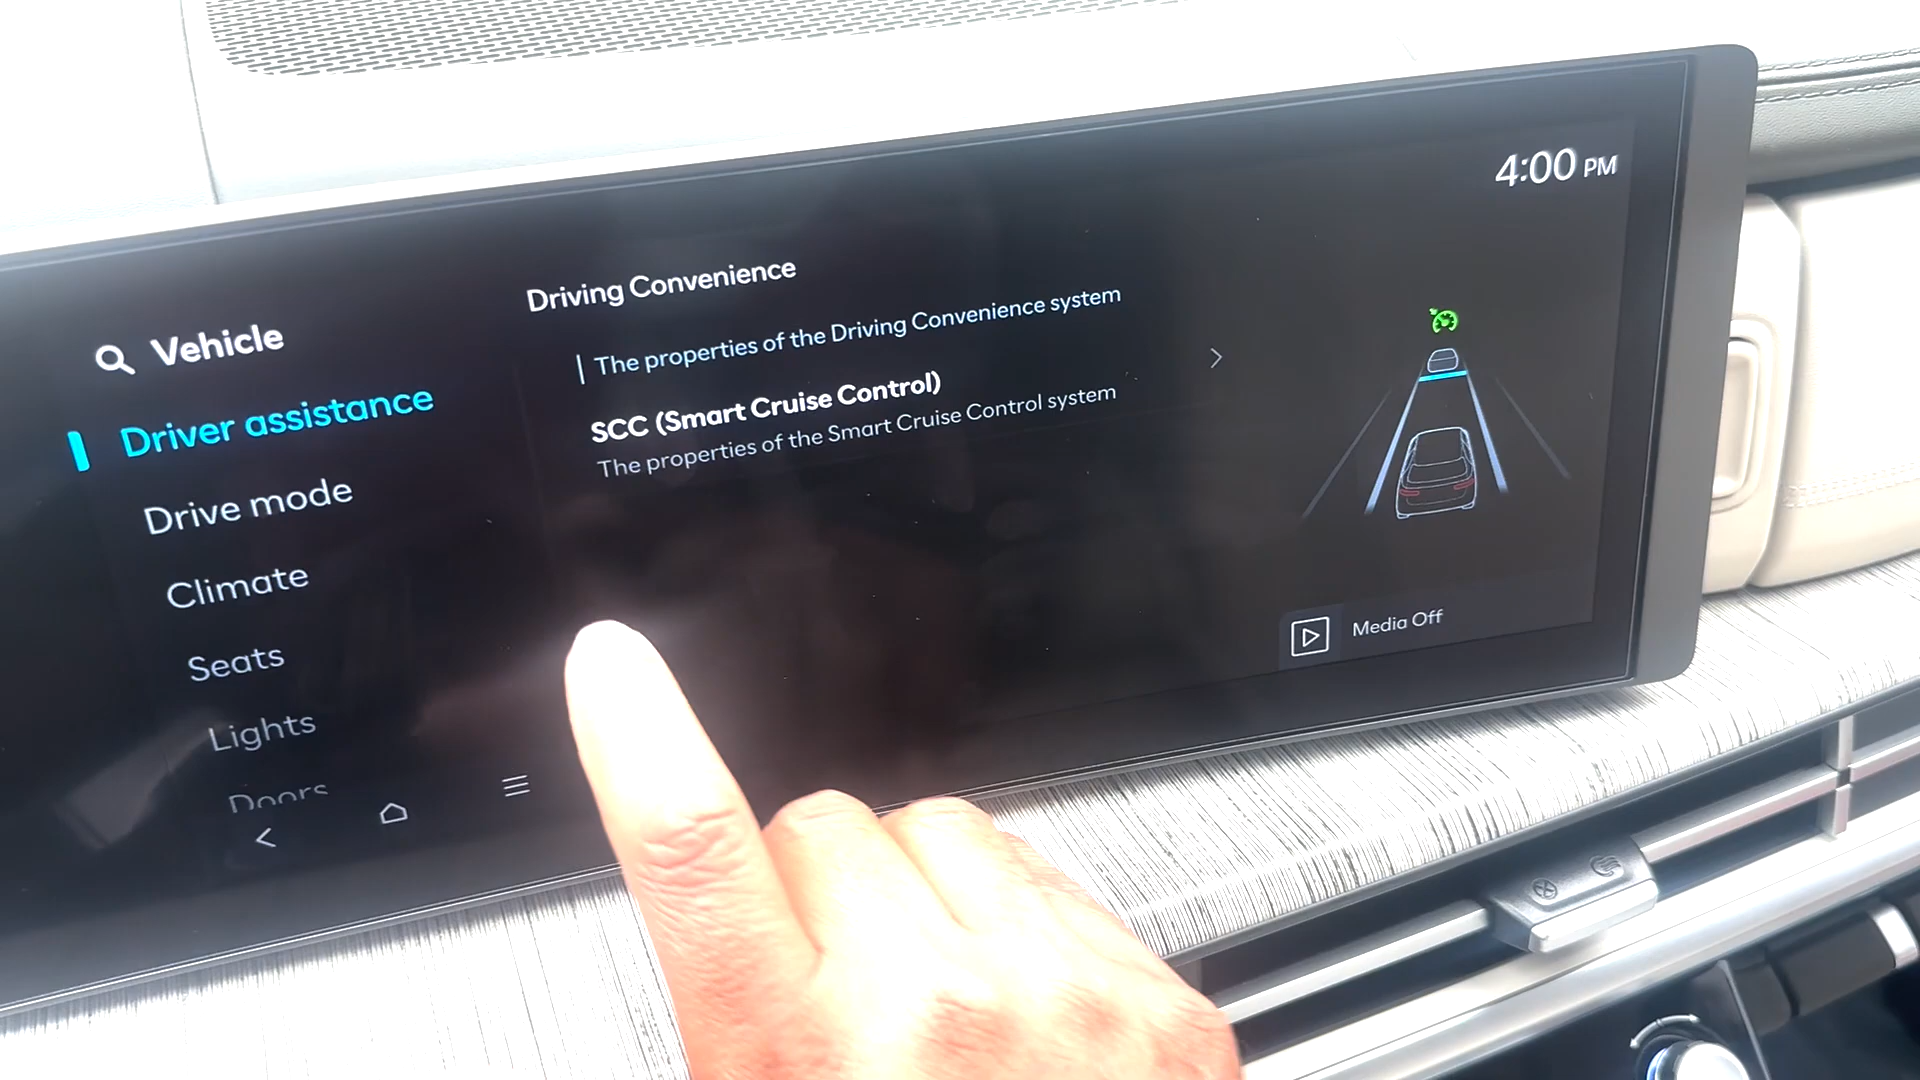 4:00 PM
Vehicle
Driver assistance
Drive mode
Climate
Seats
Lights
Doors
Driving Convenience
The properties of the Driving Convenience system
SCC (Smart Cruise Control)
The properties of the Smart Cruise Control system
Media Off